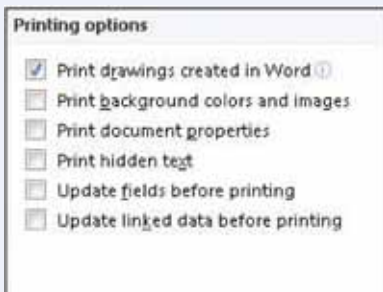 Printing options
Print drawings created in Word
Print background colors and images
Print document properties
Print hidden text
Update fields before printing
Update linked data before printing